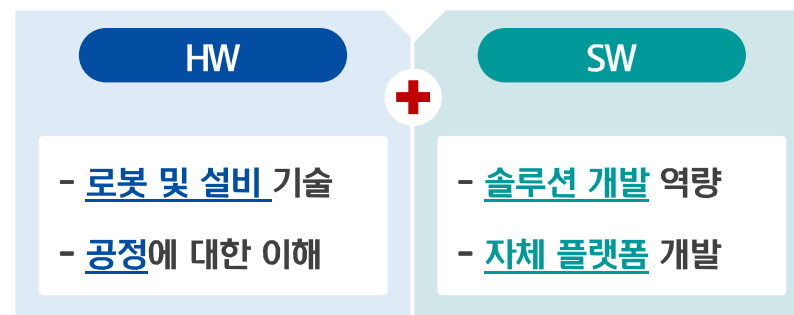 HW
- 로봇 및 설비 기술
- 공정에 대한 이해
+
SW
- 솔루션 개발 역량
- 자체 플랫폼 개발